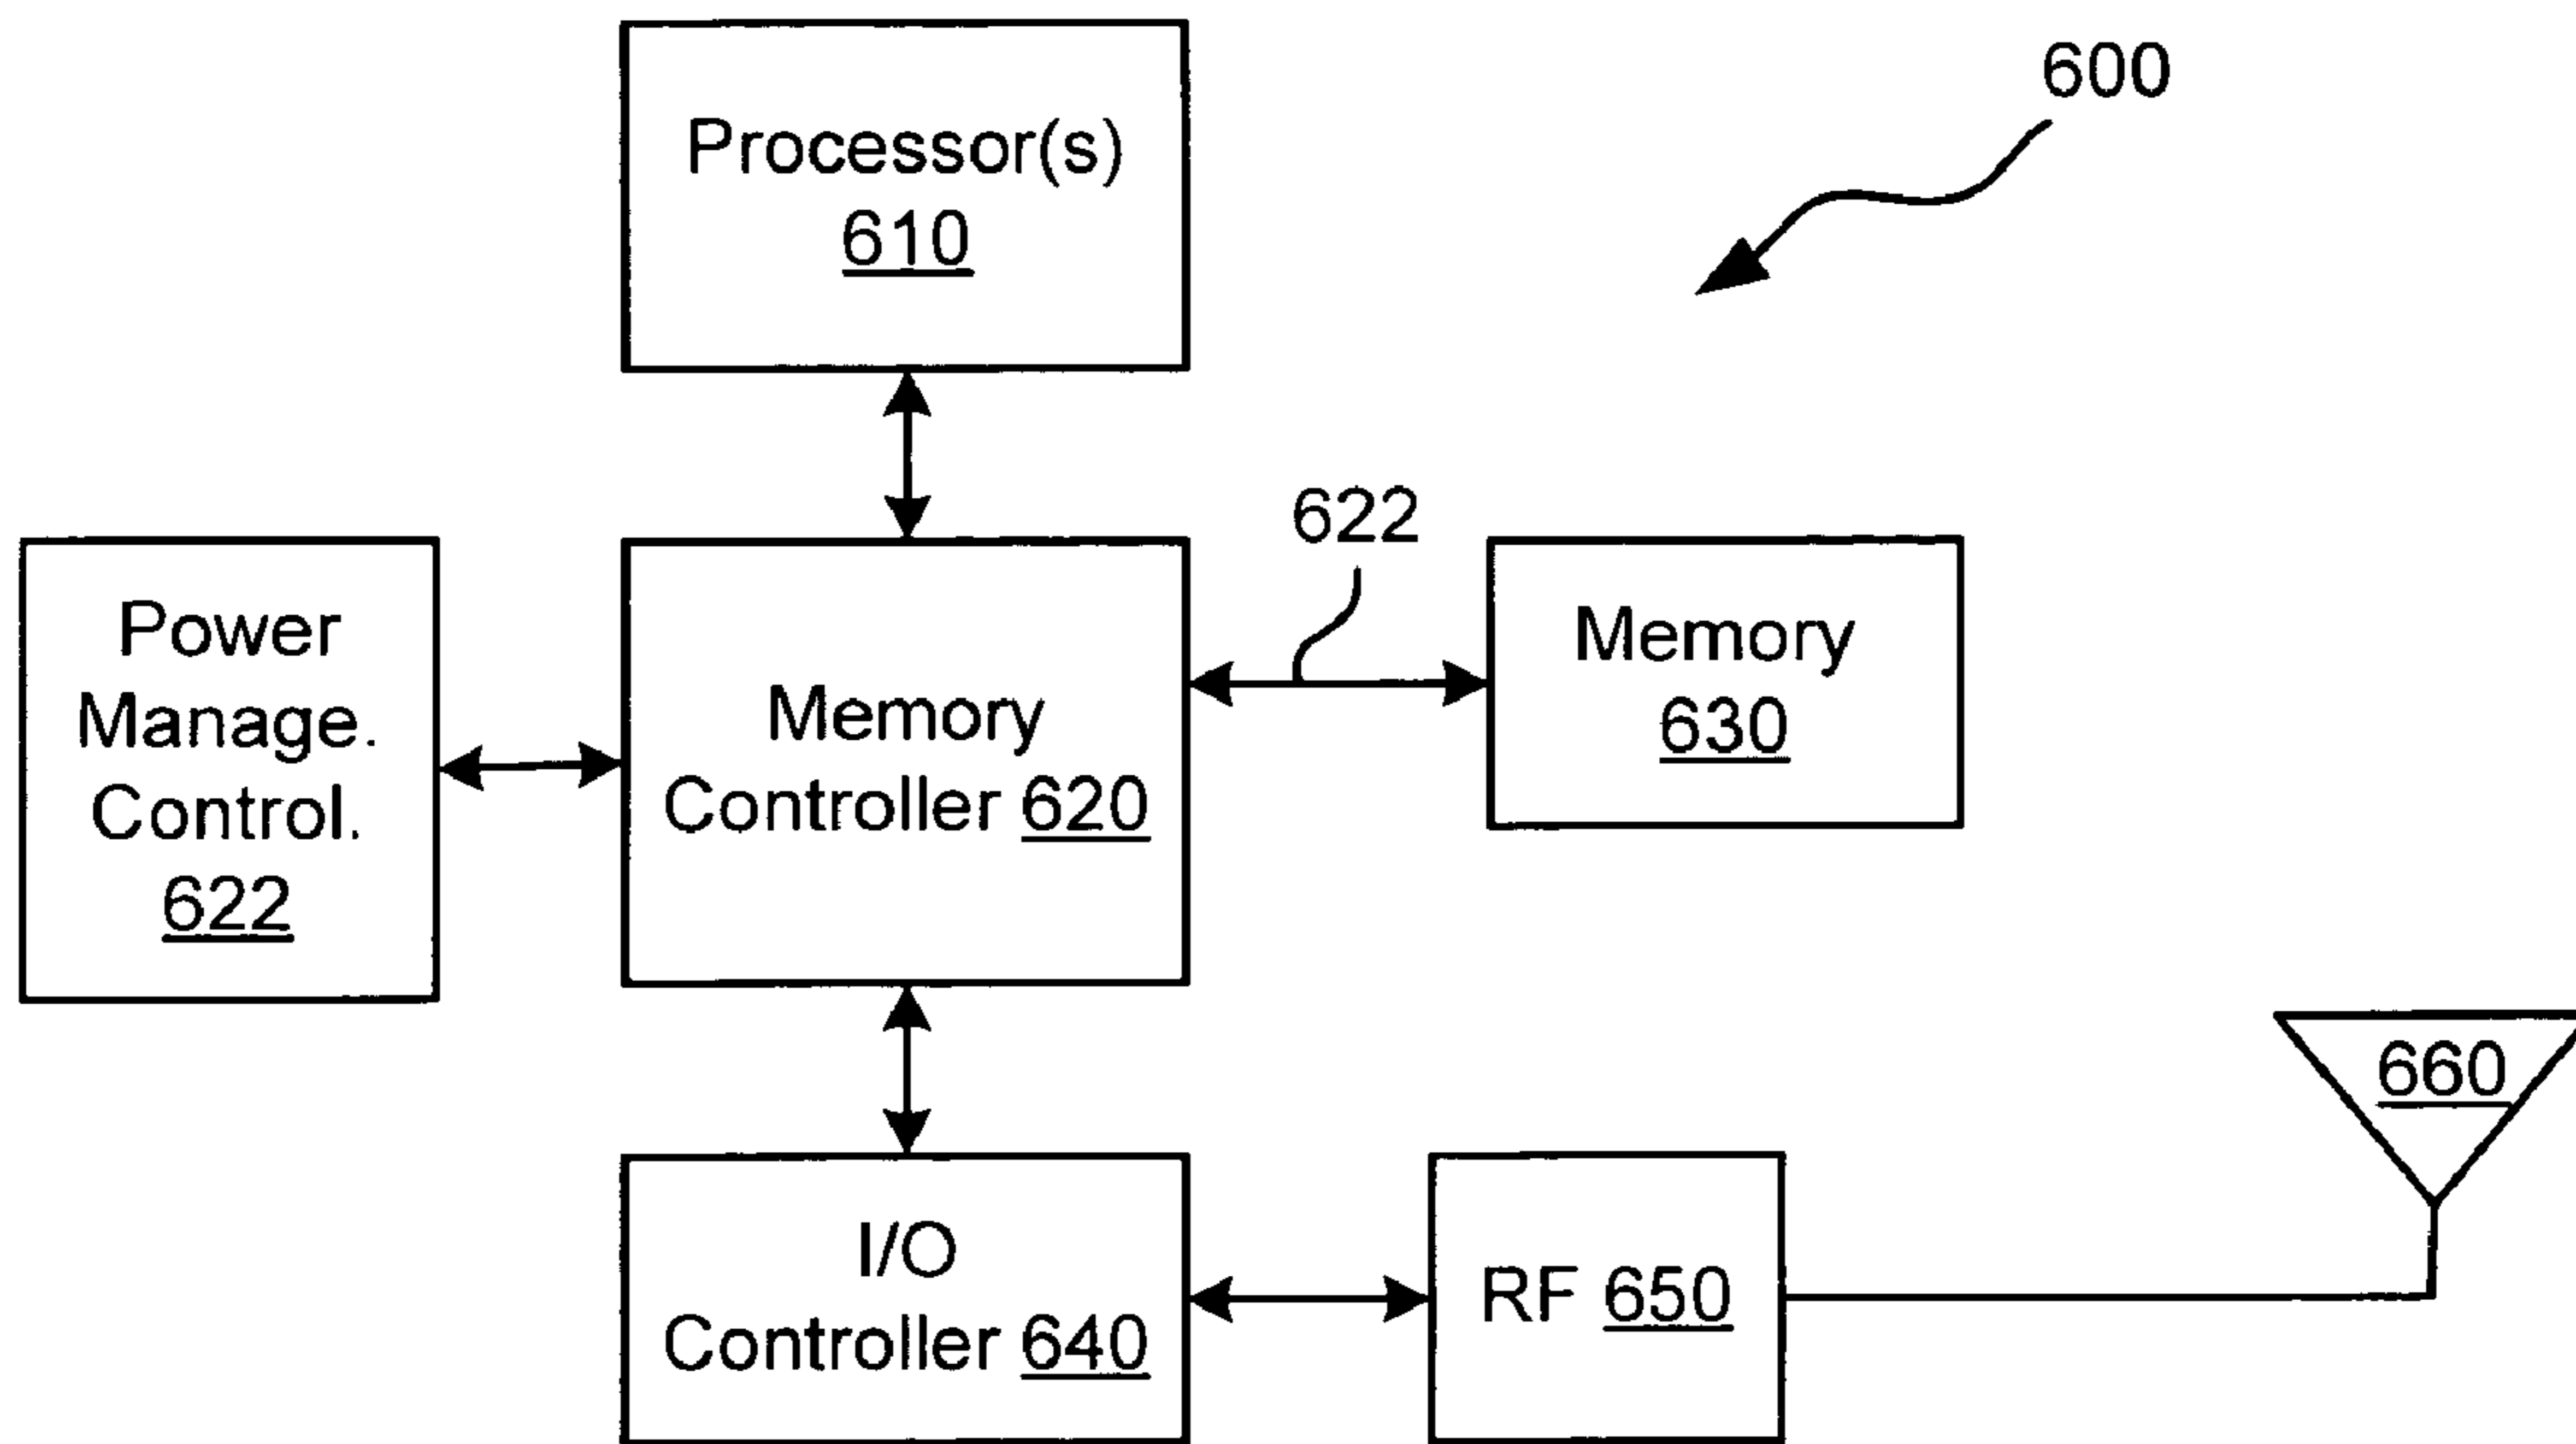 600
Processor(s)
610
622
Power
Manage.
Control.
622
Memory
Controller 620
Memory
630
660
I/O
Controller 640
RF 650